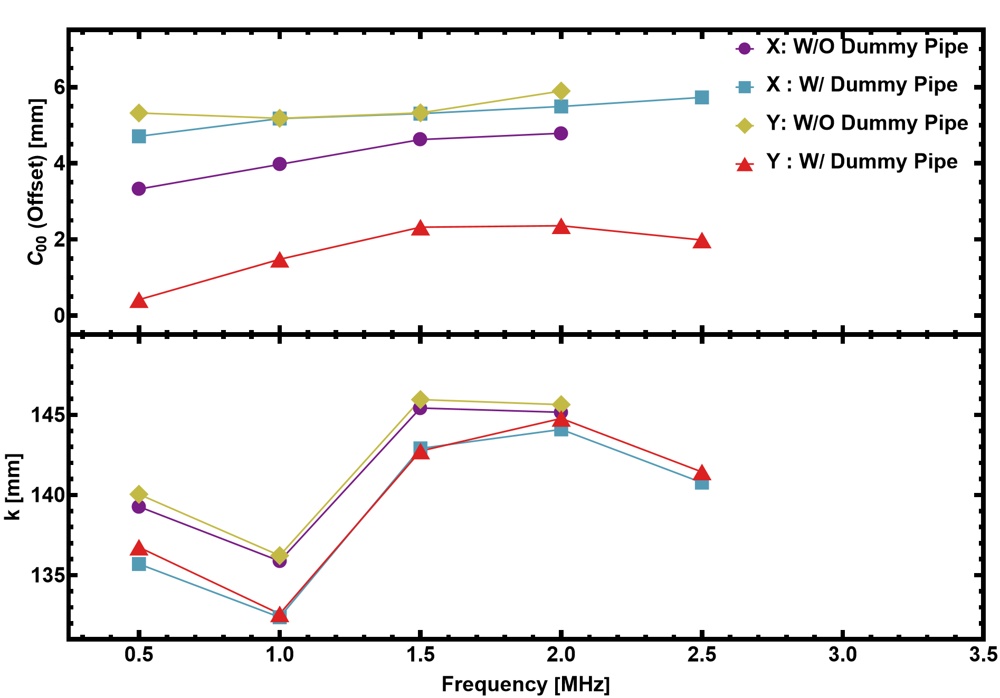 X: W/O Dummy Pipe
X : W/ Dummy Pipe
Y: W/O Dummy Pipe
Y : W/ Dummy Pipe
C00 (Offset) [mm]
6
4
2
0
k [mm]
145
140
135
0.5 1.0 1.5 2.0 2.5 3.0 3.5
Frequency [MHz]